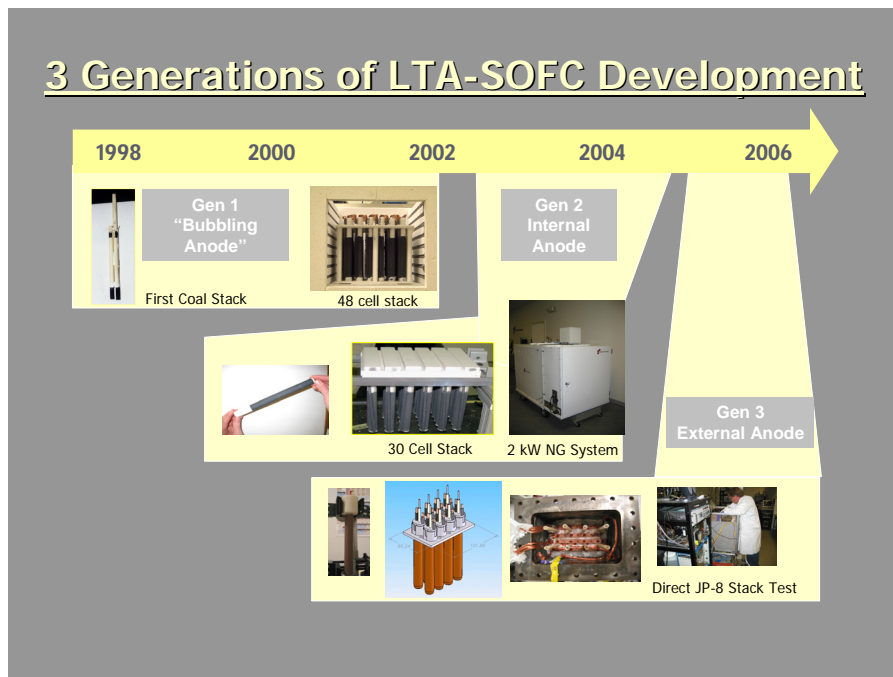 3 Generations of LTA-SOFC Development
1998 2000 2002 2004 2006
Gen 1
“Bubbling
Anode”
Gen 2
Internal
Anode
First Coal Stack
48 cell stack
Gen 3
External Anode
30 Cell Stack
2 kW NG System
Direct JP-8 Stack Test